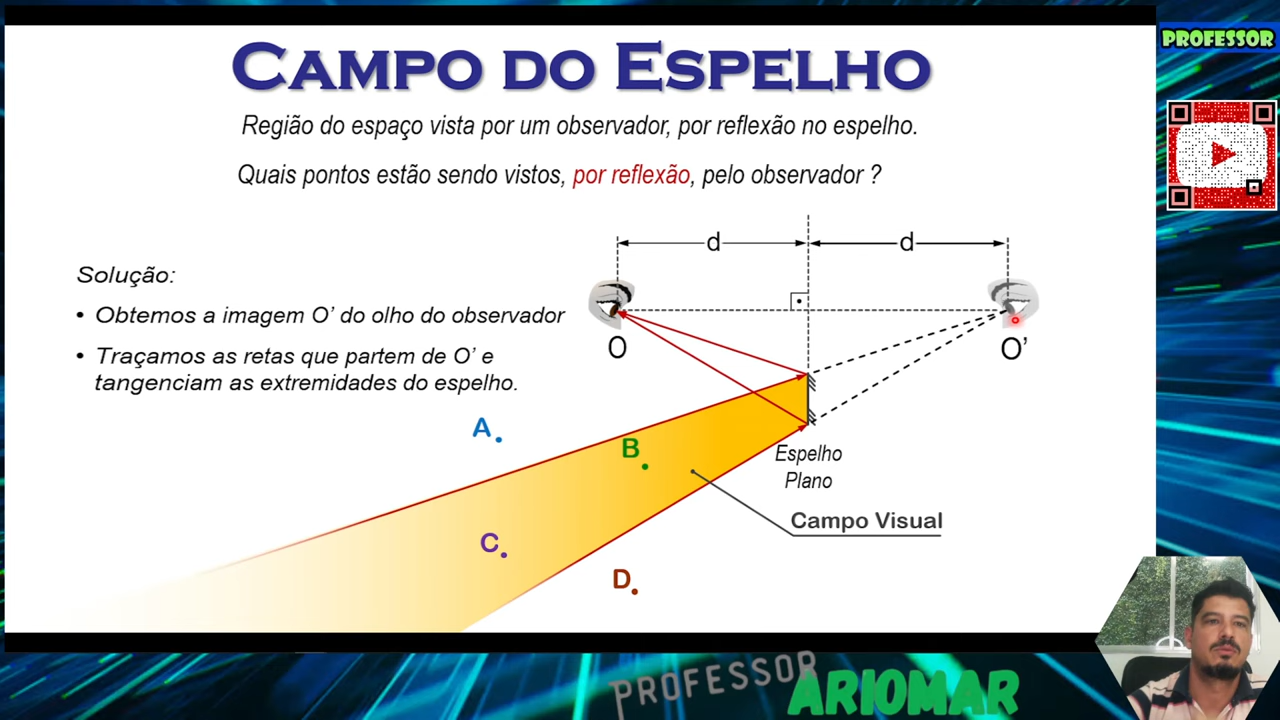 CAMPO DO ESPELHO
PROFESSOR
Região do espaço vista por um observador, por reflexão no espelho.
Quais pontos estão sendo vistos, por reflexão, pelo observador ?
d
d
Solução:
• Obtemos a imagem O' do olho do observador
• Traçamos as retas que partem de O' e
tangenciam as extremidades do espelho.
O
O'
A
B
Espelho
Plano
Campo Visual
C
D
PROFESSOR
ARIOMAR